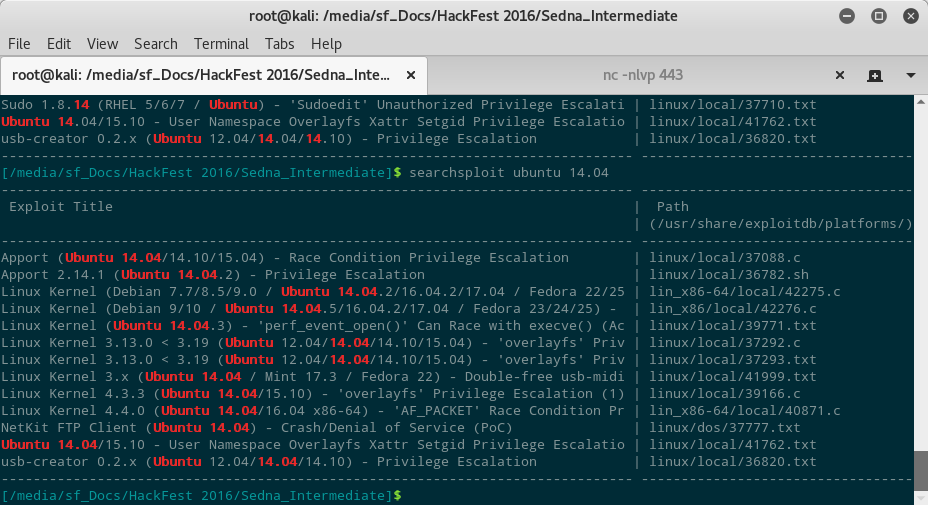 root@kali: /media/sf_Docs/HackFest 2016/Sedna_Intermediate
File Edit View Search Terminal Tabs Help
root@kali: /media/sf_Docs/HackFest 2016/Sedna_Inte... × nc -nlvp 443 ×
Sudo 1.8.14 (RHEL 5/6/7 / Ubuntu) - 'Sudoedit' Unauthorized Privilege Escalati | linux/local/37710.txt
Ubuntu 14.04/15.10 - User Namespace Overlayfs Xattr Setgid Privilege Escalatio | linux/local/41762.txt
usb-creator 0.2.x (Ubuntu 12.04/14.04/14.10) - Privilege Escalation | linux/local/36820.txt
------------------------------------------------------------------------------- ----------------------------------
[/media/sf_Docs/HackFest 2016/Sedna_Intermediate]$ searchsploit ubuntu 14.04
------------------------------------------------------------------------------- ----------------------------------
Exploit Title | Path
| (/usr/share/exploitdb/platforms/)
------------------------------------------------------------------------------- ----------------------------------
Apport (Ubuntu 14.04/14.10/15.04) - Race Condition Privilege Escalation | linux/local/37088.c
Apport 2.14.1 (Ubuntu 14.04.2) - Privilege Escalation | linux/local/36782.sh
Linux Kernel (Debian 7.7/8.5/9.0 / Ubuntu 14.04.2/16.04.2/17.04 / Fedora 22/25 | lin_x86-64/local/42275.c
Linux Kernel (Debian 9/10 / Ubuntu 14.04.5/16.04.2/17.04 / Fedora 23/24/25) - | lin_x86/local/42276.c
Linux Kernel (Ubuntu 14.04.3) - 'perf_event_open()' Can Race with execve() (Ac | linux/local/39771.txt
Linux Kernel 3.13.0 < 3.19 (Ubuntu 12.04/14.04/14.10/15.04) - 'overlayfs' Priv | linux/local/37292.c
Linux Kernel 3.13.0 < 3.19 (Ubuntu 12.04/14.04/14.10/15.04) - 'overlayfs' Priv | linux/local/37293.txt
Linux Kernel 3.x (Ubuntu 14.04 / Mint 17.3 / Fedora 22) - Double-free usb-midi | linux/local/41999.txt
Linux Kernel 4.3.3 (Ubuntu 14.04/15.10) - 'overlayfs' Privilege Escalation (1) | linux/local/39166.c
Linux Kernel 4.4.0 (Ubuntu 14.04/16.04 x86-64) - 'AF_PACKET' Race Condition Pr | lin_x86-64/local/40871.c
NetKit FTP Client (Ubuntu 14.04) - Crash/Denial of Service (PoC) | linux/dos/37777.txt
Ubuntu 14.04/15.10 - User Namespace Overlayfs Xattr Setgid Privilege Escalatio | linux/local/41762.txt
usb-creator 0.2.x (Ubuntu 12.04/14.04/14.10) - Privilege Escalation | linux/local/36820.txt
------------------------------------------------------------------------------- ----------------------------------
[/media/sf_Docs/HackFest 2016/Sedna_Intermediate]$